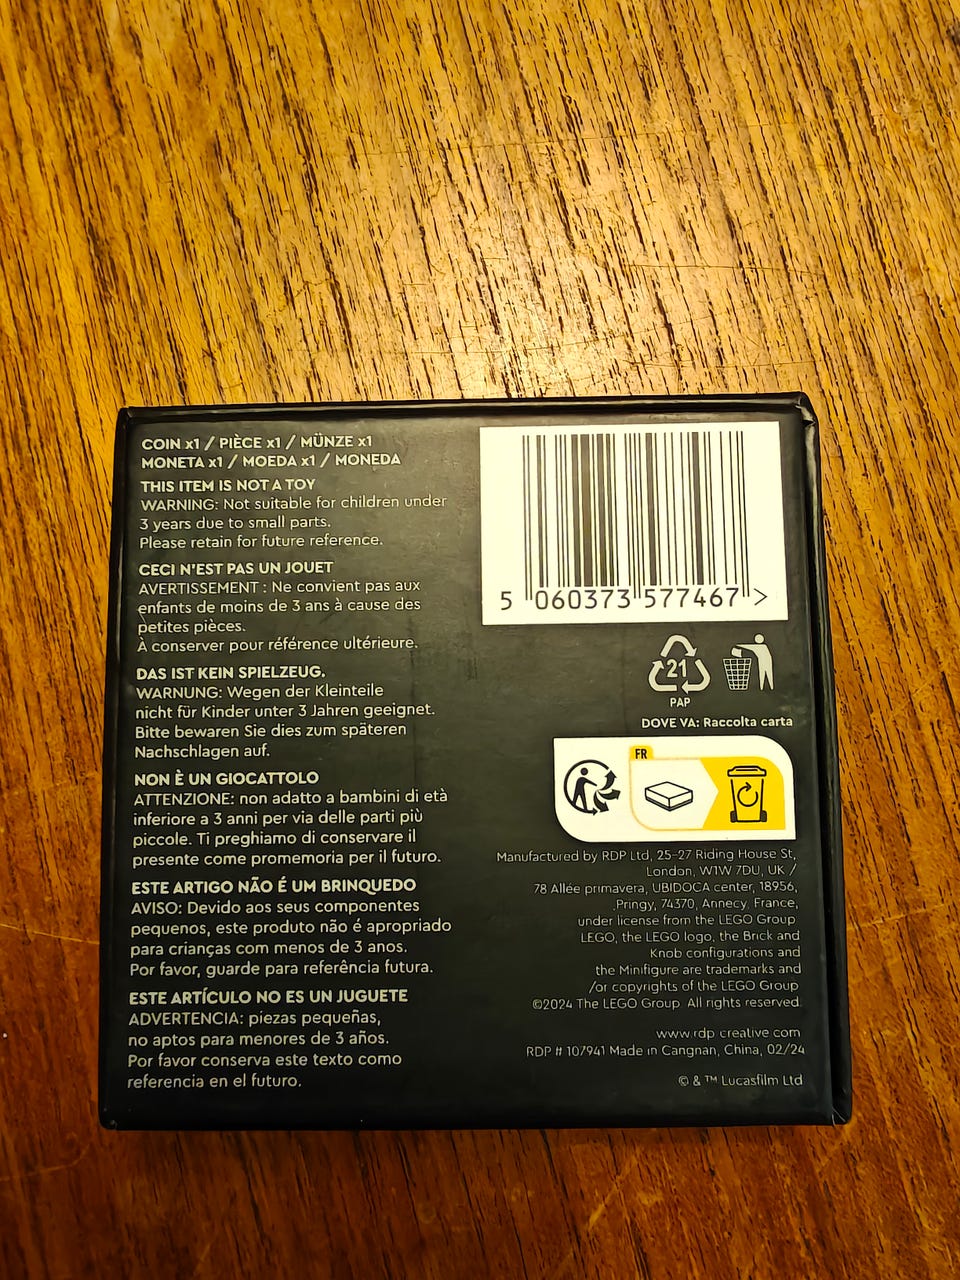 COIN x1 / PIÈCE x1 / MÜNZE x1
MONETA x1 / MOEDA x1 / MONEDA
THIS ITEM IS NOT A TOY
WARNING: Not suitable for children under
3 years due to small parts.
Please retain for future reference.
CECI N'EST PAS UN JOUET
AVERTISSEMENT : Ne convient pas aux
enfants de moins de 3 ans à cause des
petites pièces.
À conserver pour référence ultérieure.
DAS IST KEIN SPIELZEUG.
WARNUNG: Wegen der Kleinteile
nicht für Kinder unter 3 Jahren geeignet.
Bitte bewaren Sie dies zum späteren
Nachschlagen auf.
NON È UN GIOCATTOLO
ATTENZIONE: non adatto a bambini di età
inferiore a 3 anni per via delle parti più
piccole. Ti preghiamo di conservare il
presente come promemoria per il futuro.
ESTE ARTIGO NÃO É UM BRINQUEDO
AVISO: Devido aos seus componentes
pequenos, este produto não é apropriado
para crianças com menos de 3 anos.
Por favor, guarde para referência futura.
ESTE ARTÍCULO NO ES UN JUGUETE
ADVERTENCIA: piezas pequeñas,
no aptos para menores de 3 años.
Por favor conserva este texto como
referencia en el futuro.
5 060373 577467 >
21
PAP
DOVE VA: Raccolta carta
FR
Manufactured by RDP Ltd, 25-27 Riding House St,
London, W1W 7DU, UK /
78 Allée primavera, UBIDOCA center, 18956,
Pringy, 74370, Annecy, France,
under license from the LEGO Group
LEGO, the LEGO logo, the Brick and
Knob configurations and
the Minifigure are trademarks and
/or copyrights of the LEGO Group
©2024 The LEGO Group. All rights reserved.
www.rdp-creative.com
RDP # 107941 Made in Cangnan, China, 02/24
© & ™ Lucasfilm Ltd